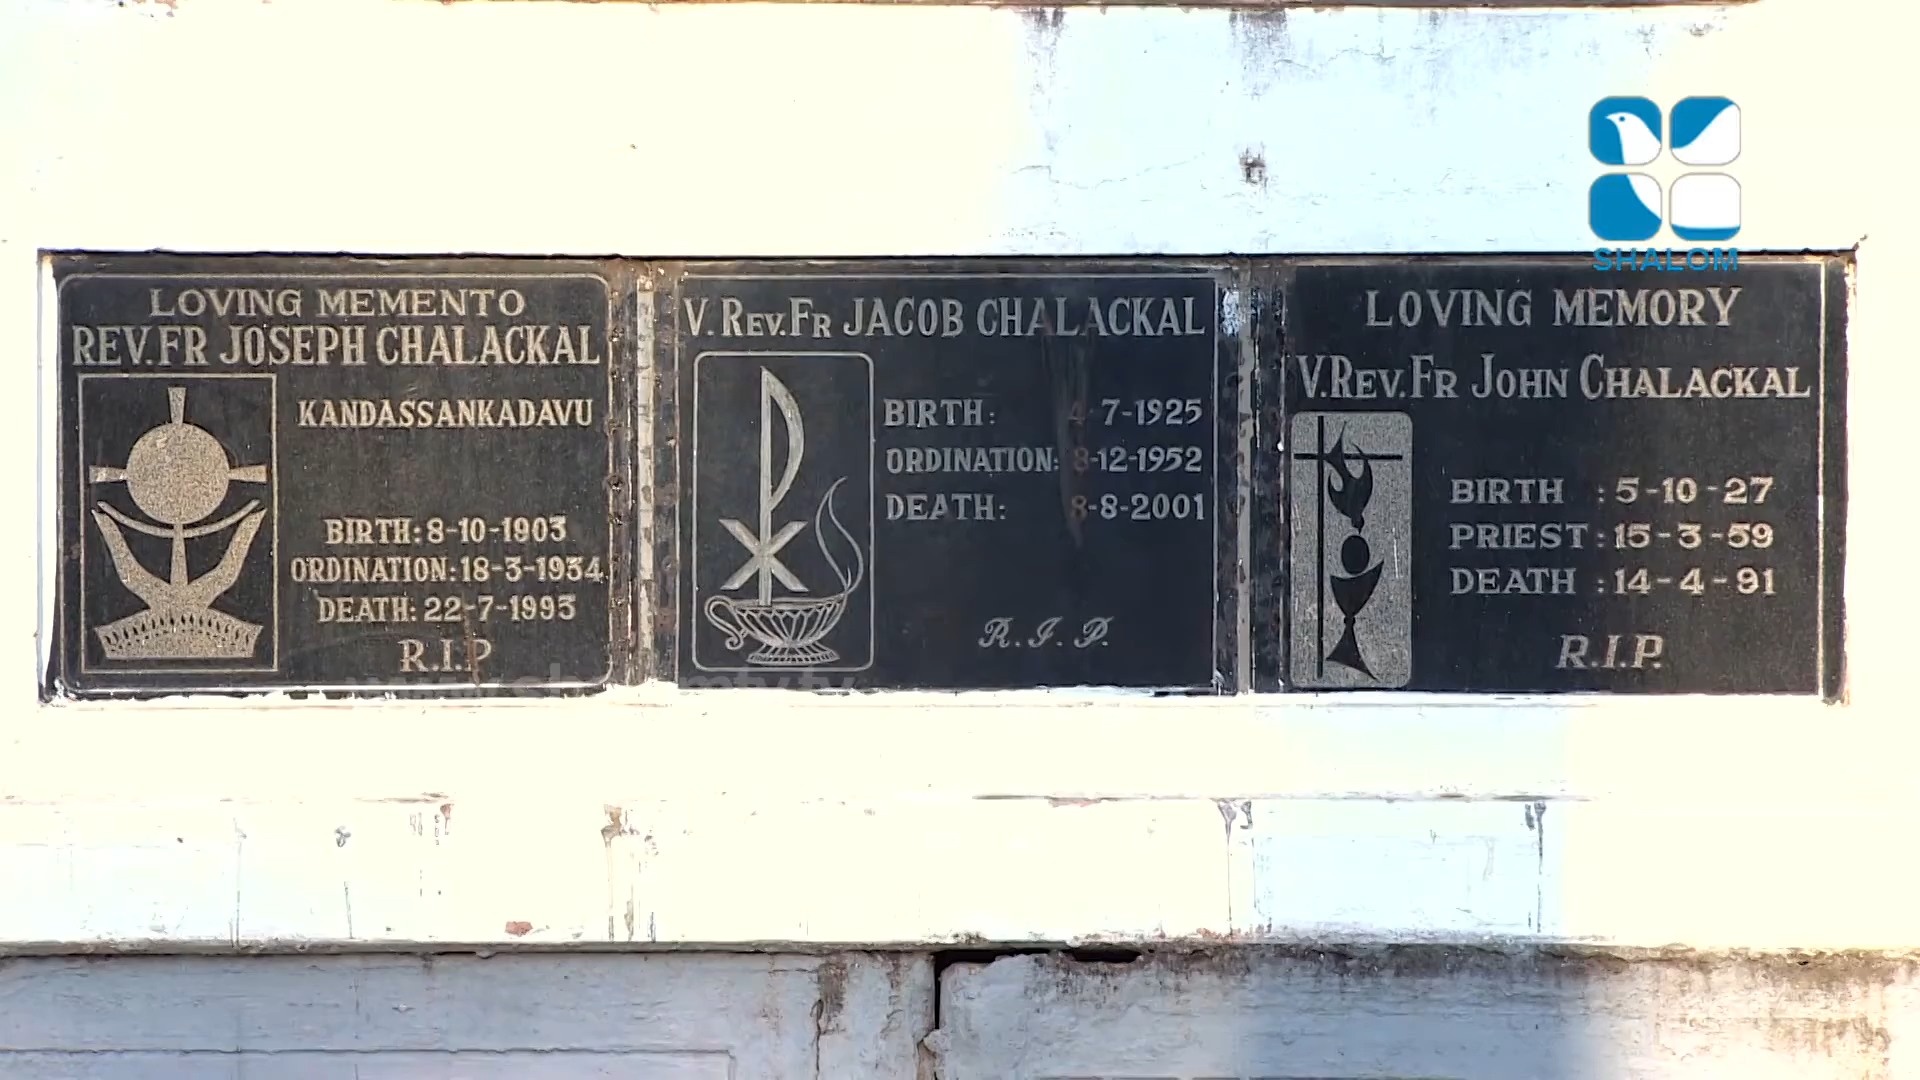 LOVING MEMENTO
REV.FR JOSEPH CHALACKAL
KANDASSANKADAVU
BIRTH: 8-10-1903
ORDINATION: 18-3-1934
DEATH: 22-7-1993
R.I.P
V. REV.FR JACOB CHALACKAL
BIRTH: 4-7-1925
ORDINATION: 8-12-1952
DEATH: 8-8-2001
R.I.P.
LOVING MEMORY
V.REV.FR JOHN CHALACKAL
BIRTH : 5-10-27
PRIEST : 15-3-59
DEATH : 14-4-91
R.I.P.
SHALOM